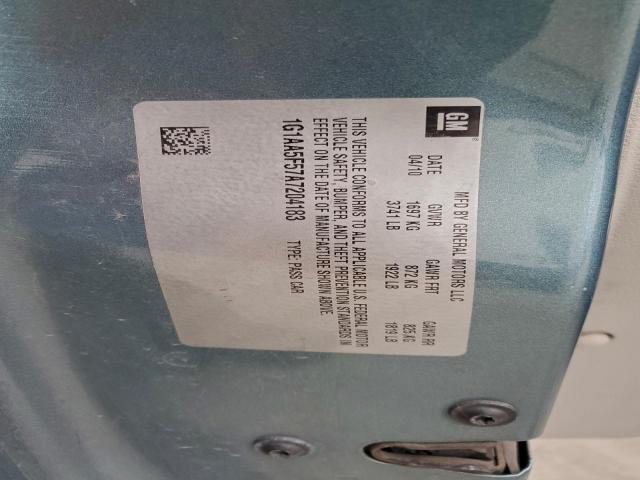 GM
MFD BY GENERAL MOTORS LLC
DATE GVWR GAWR FRT GAWR RR
04/10 1697 KG 872 KG 825 KG
3741 LB 1922 LB 1819 LB
THIS VEHICLE CONFORMS TO ALL APPLICABLE U.S. FEDERAL MOTOR
VEHICLE SAFETY, BUMPER, AND THEFT PREVENTION STANDARDS IN
EFFECT ON THE DATE OF MANUFACTURE SHOWN ABOVE.
1G1AA5F57A7204183 TYPE: PASS CAR